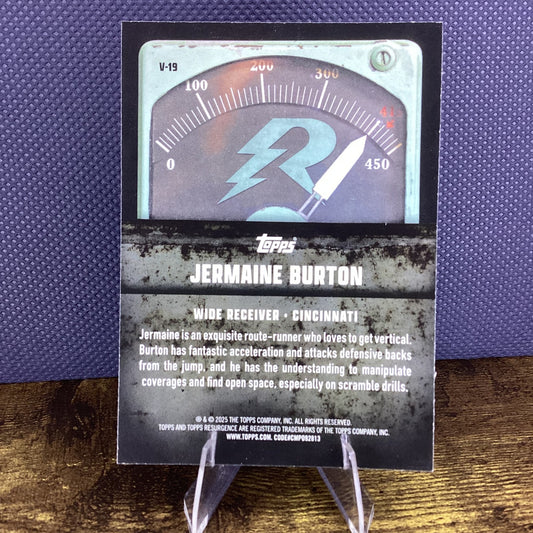 V-19
0
100
200
300
450
R
Topps
JERMAINE BURTON
WIDE RECEIVER • CINCINNATI
Jermaine is an exquisite route-runner who loves to get vertical.
Burton has fantastic acceleration and attacks defensive backs
from the jump, and he has the understanding to manipulate
coverages and find open space, especially on scramble drills.
® & © 2025 THE TOPPS COMPANY, INC. ALL RIGHTS RESERVED.
TOPPS AND TOPPS RESURGENCE ARE REGISTERED TRADEMARKS OF THE TOPPS COMPANY, INC.
WWW.TOPPS.COM. CODE#CMP092813